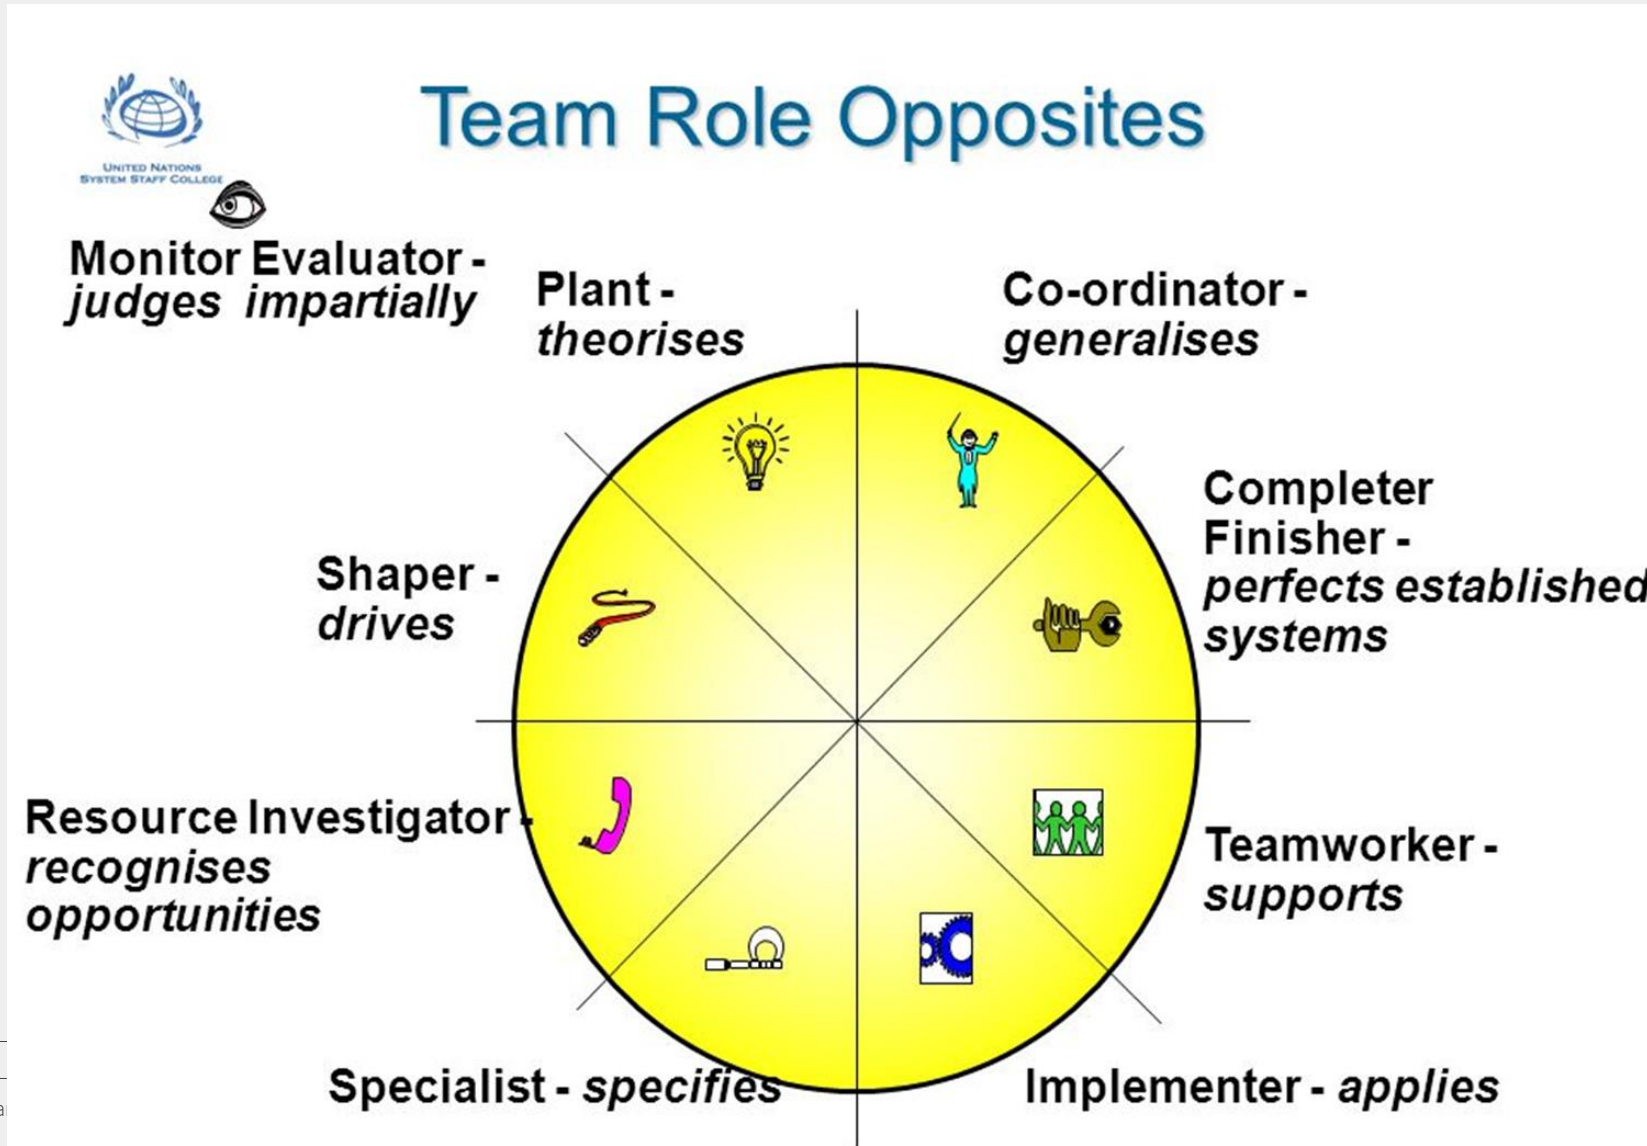 Team Role Opposites
UNITED NATIONS
SYSTEM STAFF COLLEGE
Monitor Evaluator -
judges impartially
Plant -
theorises
Co-ordinator -
generalises
Completer
Finisher -
perfects established
systems
Shaper -
drives
Resource Investigator -
recognises
opportunities
Teamworker -
supports
Specialist - specifies
Implementer - applies